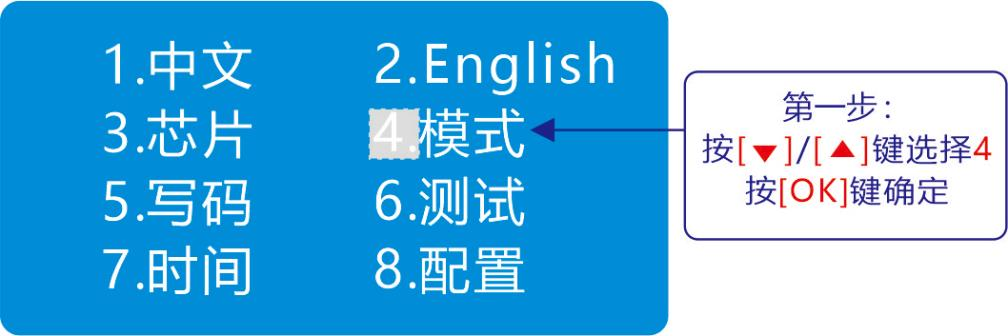 1.中文 2.English
3.芯片 4.模式
5.写码 6.测试
7.时间 8.配置
第一步：
按[▼]/[▲]键选择4
按[OK]键确定